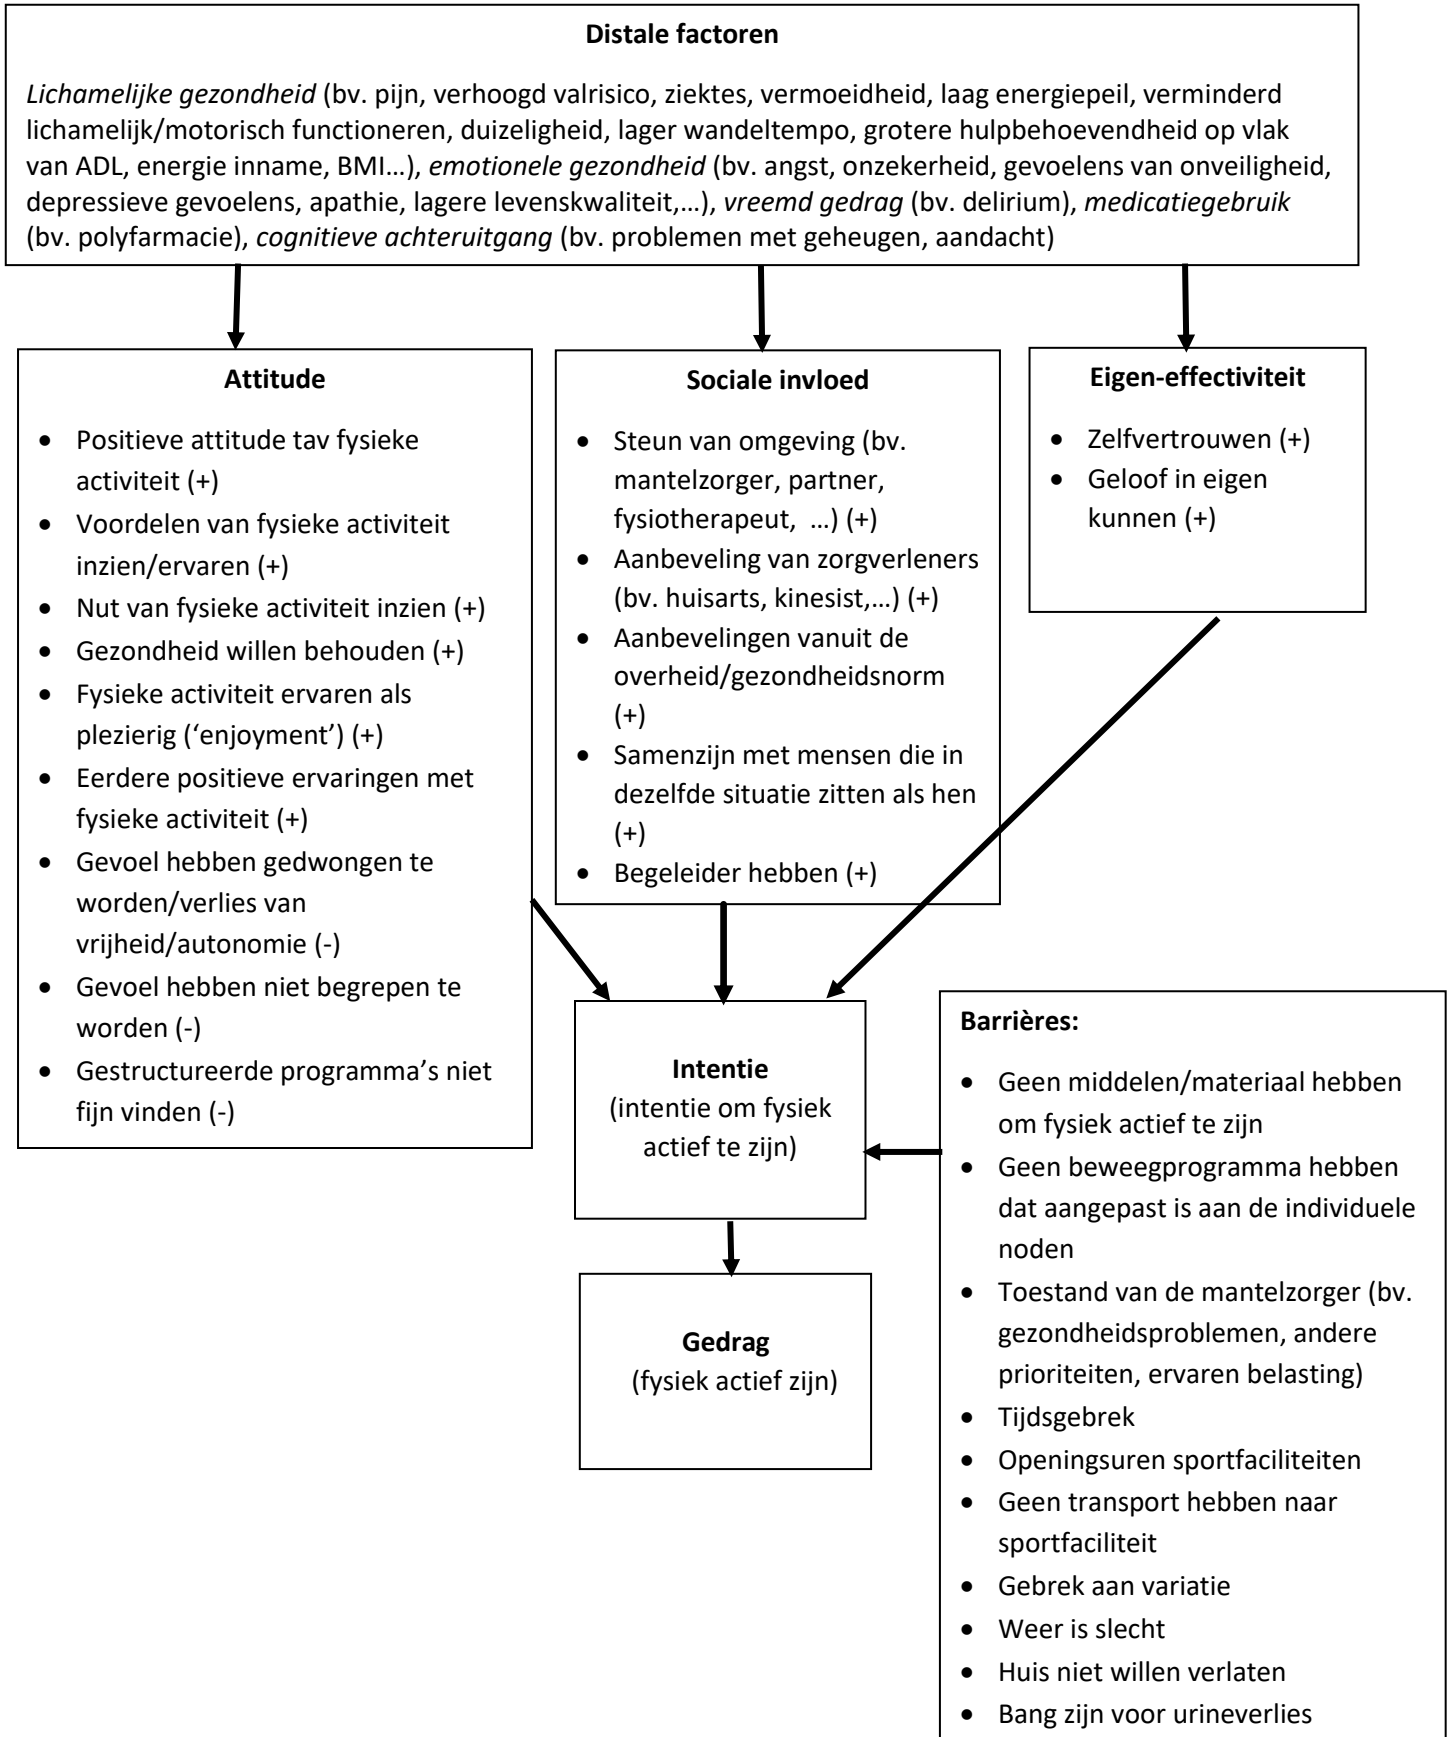 Distale factoren
Lichamelijke gezondheid (bv. pijn, verhoogd valrisico, ziektes, vermoeidheid, laag energiepeil, verminderd
lichamelijk/motorisch functioneren, duizeligheid, lager wandeltempo, grotere hulpbehoevendheid op vlak
van ADL, energie inname, BMI…), emotionele gezondheid (bv. angst, onzekerheid, gevoelens van onveiligheid,
depressieve gevoelens, apathie, lagere levenskwaliteit,…), vreemd gedrag (bv. delirium), medicatiegebruik
(bv. polyfarmacie), cognitieve achteruitgang (bv. problemen met geheugen, aandacht)
Attitude
• Positieve attitude tav fysieke
activiteit (+)
• Voordelen van fysieke activiteit
inzien/ervaren (+)
• Nut van fysieke activiteit inzien (+)
• Gezondheid willen behouden (+)
• Fysieke activiteit ervaren als
plezierig (‘enjoyment’) (+)
• Eerdere positieve ervaringen met
fysieke activiteit (+)
• Gevoel hebben gedwongen te
worden/verlies van
vrijheid/autonomie (-)
• Gevoel hebben niet begrepen te
worden (-)
• Gestructureerde programma’s niet
fijn vinden (-)
Sociale invloed
• Steun van omgeving (bv.
mantelzorger, partner,
fysiotherapeut, …) (+)
• Aanbeveling van zorgverleners
(bv. huisarts, kinesist,…) (+)
• Aanbevelingen vanuit de
overheid/gezondheidsnorm
(+)
• Samenzijn met mensen die in
dezelfde situatie zitten als hen
(+)
• Begeleider hebben (+)
Eigen-effectiviteit
• Zelfvertrouwen (+)
• Geloof in eigen
kunnen (+)
Intentie
(intentie om fysiek
actief te zijn)
Gedrag
(fysiek actief zijn)
Barrières:
• Geen middelen/materiaal hebben
om fysiek actief te zijn
• Geen beweegprogramma hebben
dat aangepast is aan de individuele
noden
• Toestand van de mantelzorger (bv.
gezondheidsproblemen, andere
prioriteiten, ervaren belasting)
• Tijdsgebrek
• Openingsuren sportfaciliteiten
• Geen transport hebben naar
sportfaciliteit
• Gebrek aan variatie
• Weer is slecht
• Huis niet willen verlaten
• Bang zijn voor urineverlies